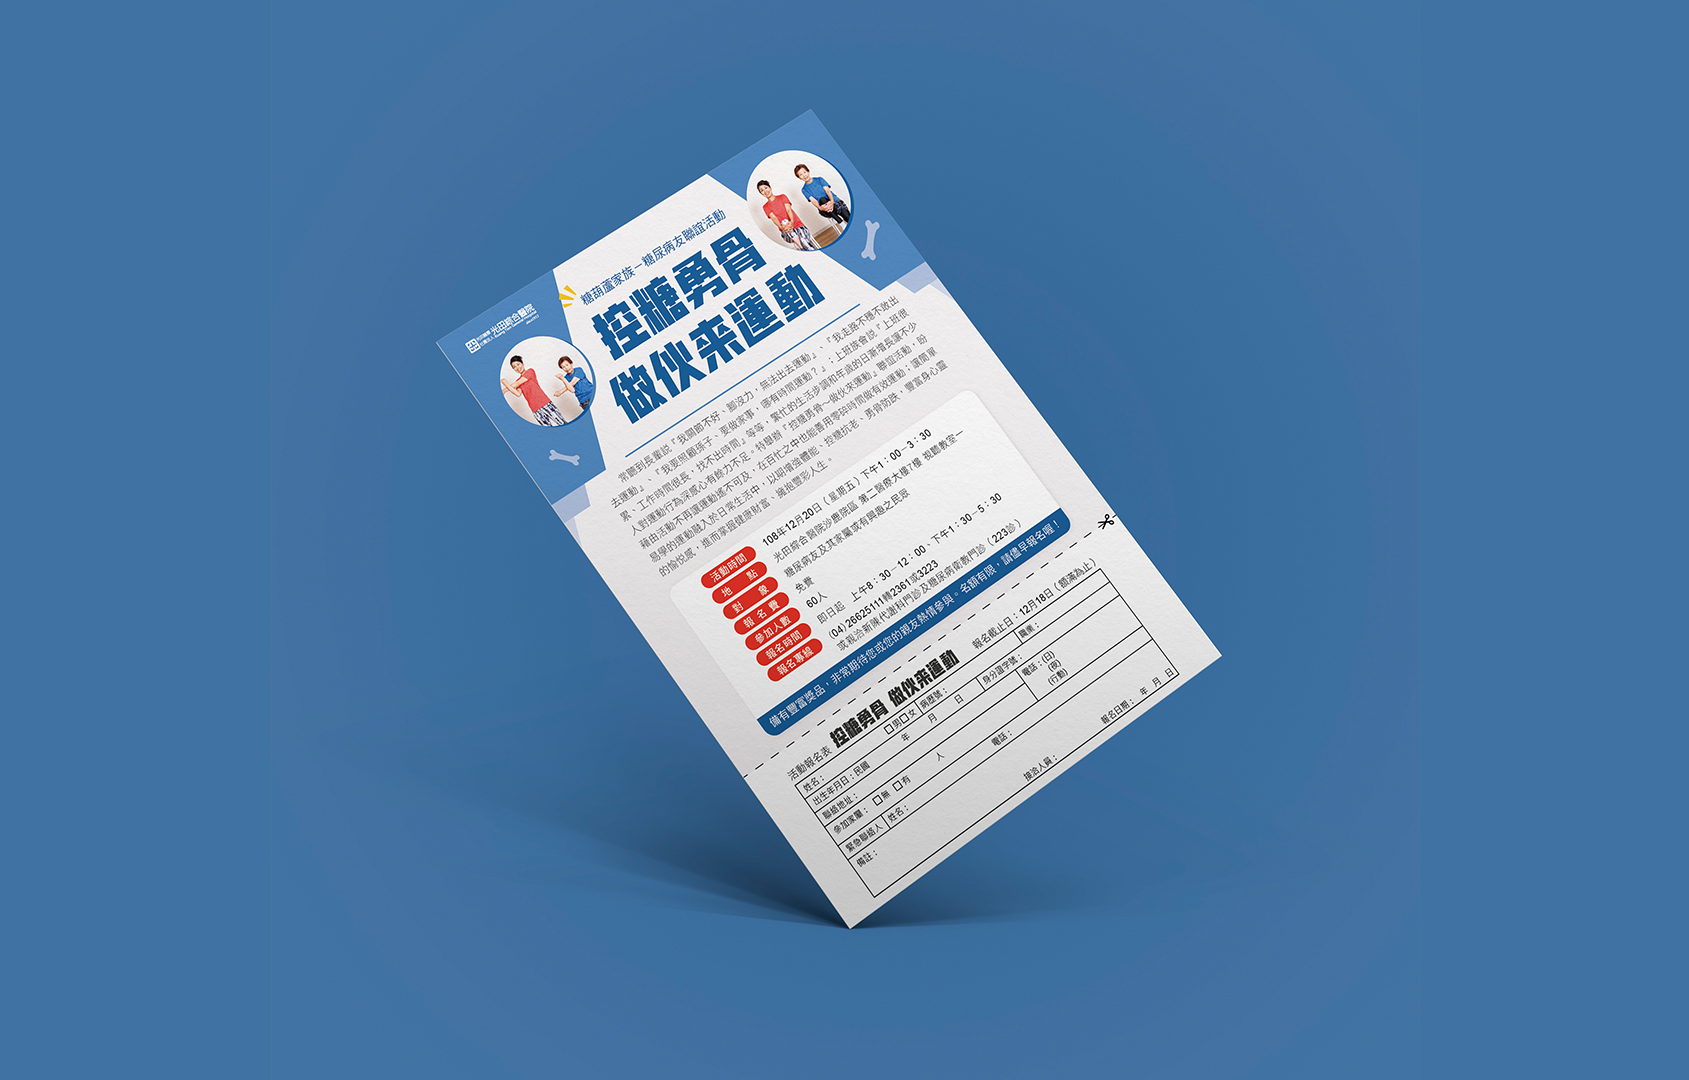 光田綜合醫院
糖葫蘆家族－糖尿病友聯誼活動
控糖勇骨
做伙來運動
常聽到長輩説『我關節不好、腳沒力，無法出去運動』、『我走路不穩不敢出
去運動』、『我要照顧孫子、要做家事，哪有時間運動？』；上班族會説『上班很
累、工作時間很長，找不出時間』等等，繁忙的生活步調和年歲的日漸增長讓不少
人對運動行為深感心有餘力不足。特舉辦『控糖勇骨—做伙來運動』聯誼活動，盼
藉由活動不再讓運動遙不可及，在百忙之中也能善用零碎時間做有效運動；讓簡單
易學的運動融入於日常生活中，以期增強體能、控糖抗老、勇骨防跌，豐富身心靈
的愉悅感，進而掌握健康財富、擁抱豐彩人生。
活動時間 108年12月20日（星期五）下午1：00－3：30
地點 光田綜合醫院沙鹿院區 第二醫療大樓7樓 視聽教室一
對象 糖尿病友及其家屬或有興趣之民眾
報名費 免費
參加人數 60人
報名時間 即日起 上午8：30－12：00、下午1：30－5：30
報名專線 (04) 26625111轉2361或3223
或親洽新陳代謝科門診及糖尿病衛教門診（223診）
備有豐富獎品，非常期待您或您的親友熱情參與。名額有限，請儘早報名喔！
活動報名表 控糖勇骨 做伙來運動 報名截止日：12月18日（額滿為止）
姓名： □男□女 病歷號： 身分證字號： 職業：
出生年月日：民國 年 月 日 電話：(日)
(夜)
(行動)
聯絡地址：
參加家屬： □無 □有 人
緊急聯絡人 姓名： 電話：
備註：
接洽人員： 報名日期： 年 月 日